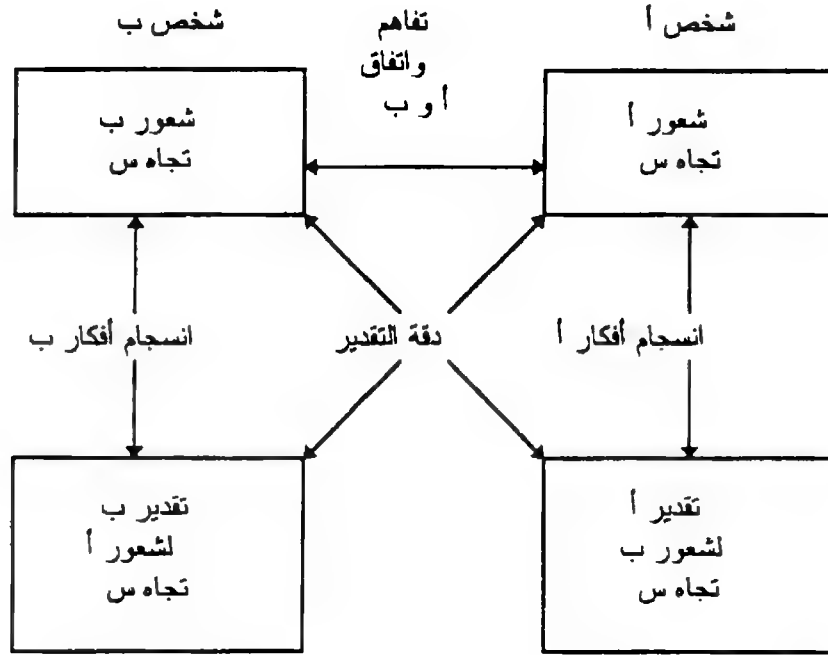 شخص أ
تفاهم
واتفاق
أ و ب
شخص ب
شعور أ
تجاه س
شعور ب
تجاه س
انسجام أفكار أ
دقة التقدير
انسجام أفكار ب
تقدير أ
لشعور ب
تجاه س
تقدير ب
لشعور أ
تجاه س